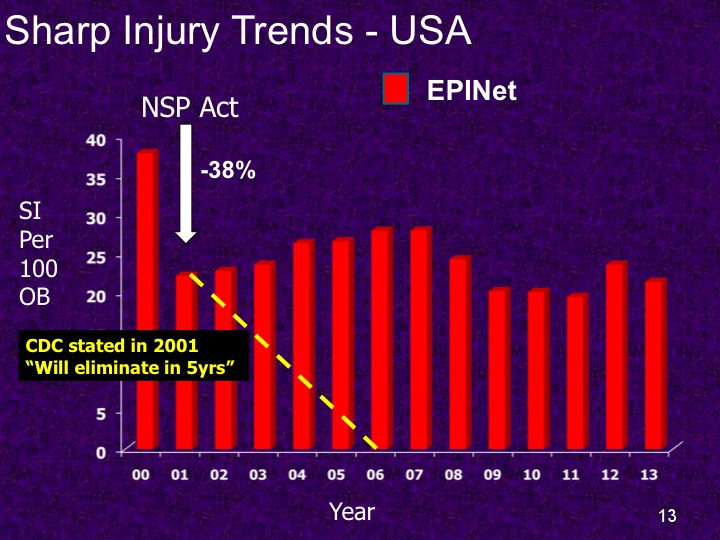 Sharp Injury Trends - USA
EPINet
NSP Act
-38%
SI
Per
100
OB
40
35
30
25
20
5
0
CDC stated in 2001
“Will eliminate in 5yrs”
00 01 02 03 04 05 06 07 08 09 10 11 12 13
Year
13